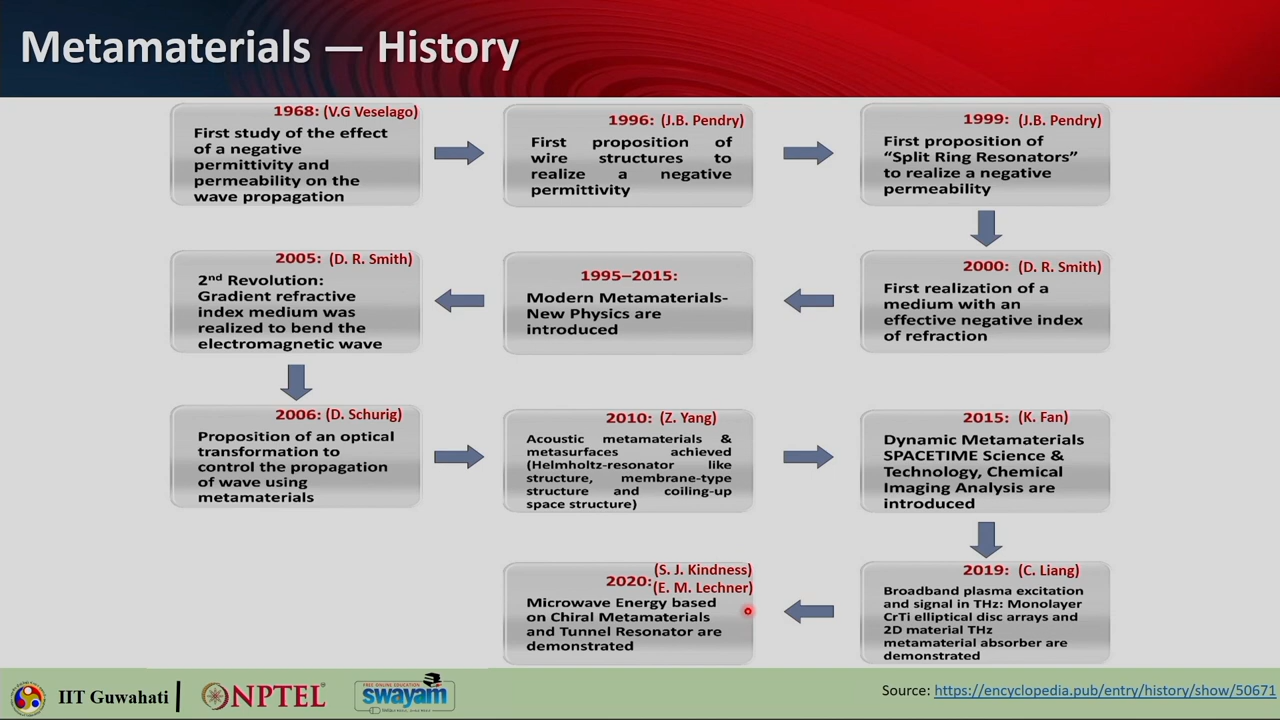 Metamaterials — History
1968: (V.G Veselago)
First study of the effect
of a negative
permittivity and
permeability on the
wave propagation
1996: (J.B. Pendry)
First proposition of
wire structures to
realize a negative
permittivity
1999: (J.B. Pendry)
First proposition of
“Split Ring Resonators”
to realize a negative
permeability
2000: (D. R. Smith)
First realization of a
medium with an
effective negative index
of refraction
1995–2015:
Modern Metamaterials-
New Physics are
introduced
2005: (D. R. Smith)
2nd Revolution:
Gradient refractive
index medium was
realized to bend the
electromagnetic wave
2006: (D. Schurig)
Proposition of an optical
transformation to
control the propagation
of wave using
metamaterials
2010: (Z. Yang)
Acoustic metamaterials &
metasurfaces achieved
(Helmholtz-resonator like
structure, membrane-type
structure and coiling-up
space structure)
2015: (K. Fan)
Dynamic Metamaterials
SPACETIME Science &
Technology, Chemical
Imaging Analysis are
introduced
2019: (C. Liang)
Broadband plasma excitation
and signal in THz: Monolayer
CrTi elliptical disc arrays and
2D material THz
metamaterial absorber are
demonstrated
(S. J. Kindness)
2020: (E. M. Lechner)
Microwave Energy based
on Chiral Metamaterials
and Tunnel Resonator are
demonstrated
IIT Guwahati
NPTEL
FREE ONLINE EDUCATION
swayam
Source: https://encyclopedia.pub/entry/history/show/50671